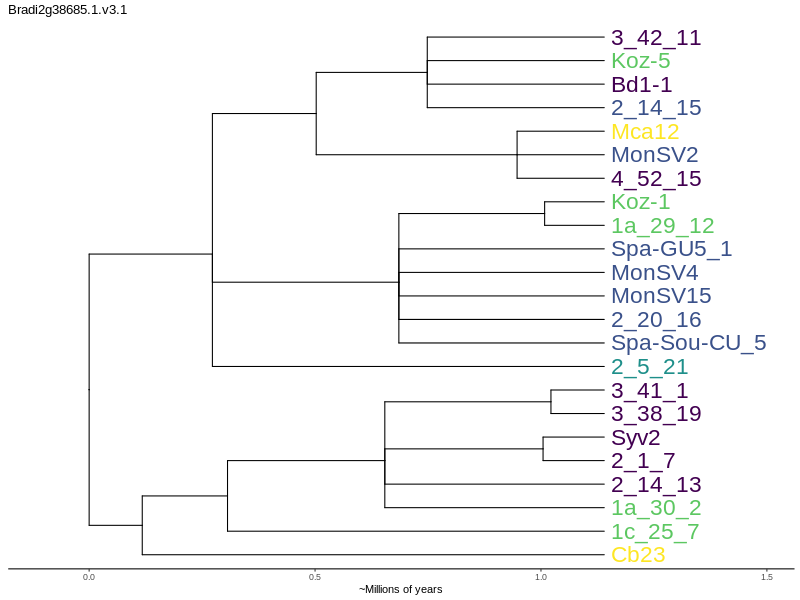 Bradi2g38685.1.v3.1
3_42_11
Koz-5
Bd1-1
2_14_15
Mca12
MonSV2
4_52_15
Koz-1
1a_29_12
Spa-GU5_1
MonSV4
MonSV15
2_20_16
Spa-Sou-CU_5
2_5_21
3_41_1
3_38_19
Syv2
2_1_7
2_14_13
1a_30_2
1c_25_7
Cb23
0.0 0.5 1.0 1.5
~Millions of years